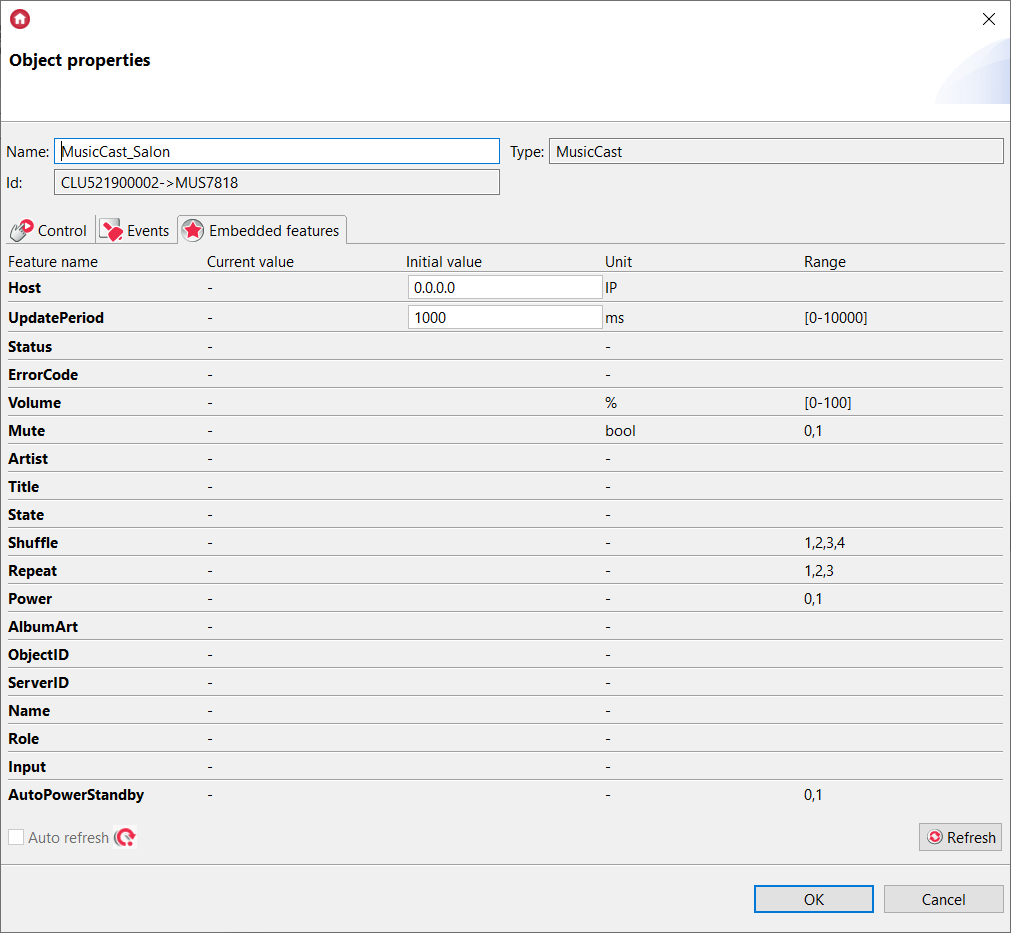 Object properties
Name: MusicCast_Salon Type: MusicCast
Id: CLU521900002->MUS7818
Control Events Embedded features
Feature name Current value Initial value Unit Range
Host - 0.0.0.0 IP
UpdatePeriod - 1000 ms [0-10000]
Status - -
ErrorCode - -
Volume - % [0-100]
Mute - bool 0,1
Artist - -
Title - -
State - -
Shuffle - - 1,2,3,4
Repeat - - 1,2,3
Power - - 0,1
AlbumArt - -
ObjectID - -
ServerID - -
Name - -
Role - -
Input - -
AutoPowerStandby - - 0,1
Auto refresh Refresh
OK Cancel